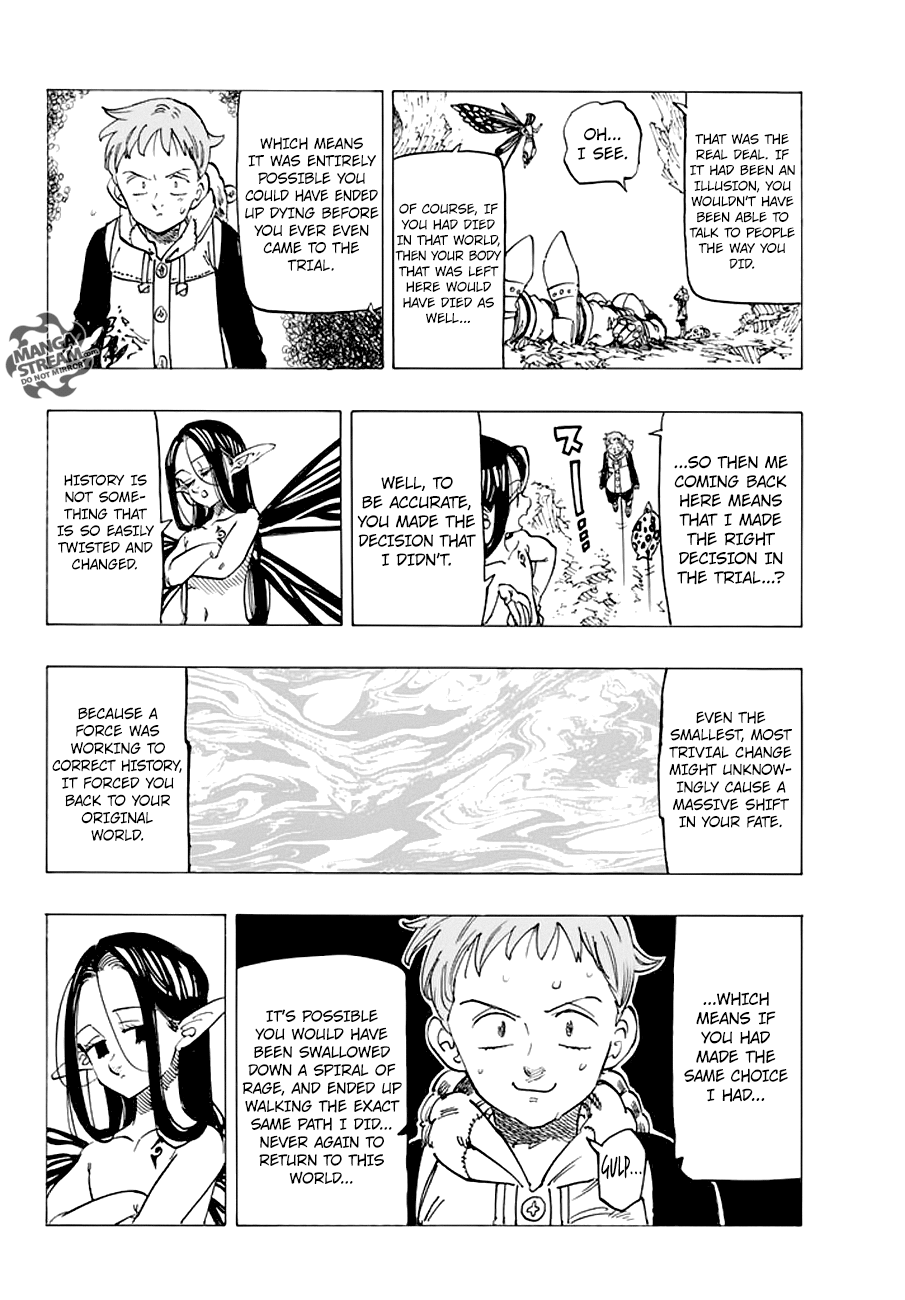 THAT WAS THE
REAL DEAL. IF
IT HAD BEEN AN
ILLUSION, YOU
WOULDN'T HAVE
BEEN ABLE TO
TALK TO PEOPLE
THE WAY YOU
DID.
OH...
I SEE.
OF COURSE, IF
YOU HAD DIED
IN THAT WORLD,
THEN YOUR BODY
THAT WAS LEFT
HERE WOULD
HAVE DIED AS
WELL...
WHICH MEANS
IT WAS ENTIRELY
POSSIBLE YOU
COULD HAVE ENDED
UP DYING BEFORE
YOU EVER EVEN
CAME TO THE
TRIAL.
MANGA
STREAM.com
DO NOT MIRROR
...SO THEN ME
COMING BACK
HERE MEANS
THAT I MADE
THE RIGHT
DECISION IN
THE TRIAL...?
スー...
WELL, TO
BE ACCURATE,
YOU MADE THE
DECISION THAT
I DIDN'T.
HISTORY IS
NOT SOME-
THING THAT
IS SO EASILY
TWISTED AND
CHANGED.
EVEN THE
SMALLEST, MOST
TRIVIAL CHANGE
MIGHT UNKNOW-
INGLY CAUSE A
MASSIVE SHIFT
IN YOUR FATE.
BECAUSE A
FORCE WAS
WORKING TO
CORRECT HISTORY,
IT FORCED YOU
BACK TO YOUR
ORIGINAL
WORLD.
...WHICH
MEANS IF
YOU HAD
MADE THE
SAME CHOICE
I HAD...
GULP...
IT'S POSSIBLE
YOU WOULD HAVE
BEEN SWALLOWED
DOWN A SPIRAL OF
RAGE, AND ENDED UP
WALKING THE EXACT
SAME PATH I DID...
NEVER AGAIN TO
RETURN TO THIS
WORLD...